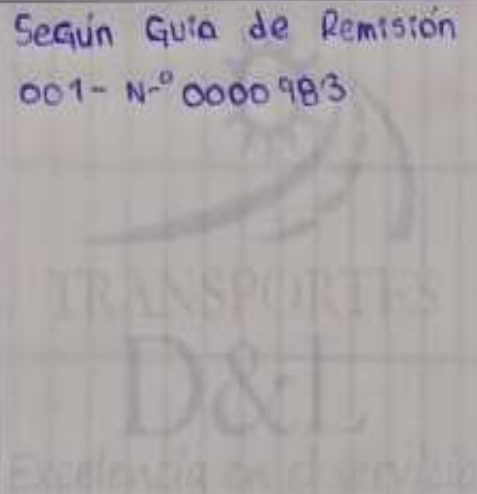 Según Guia de Remisión
001- N-º 0000983
TRANSPORTES
D&L
Excelencia en el servicio